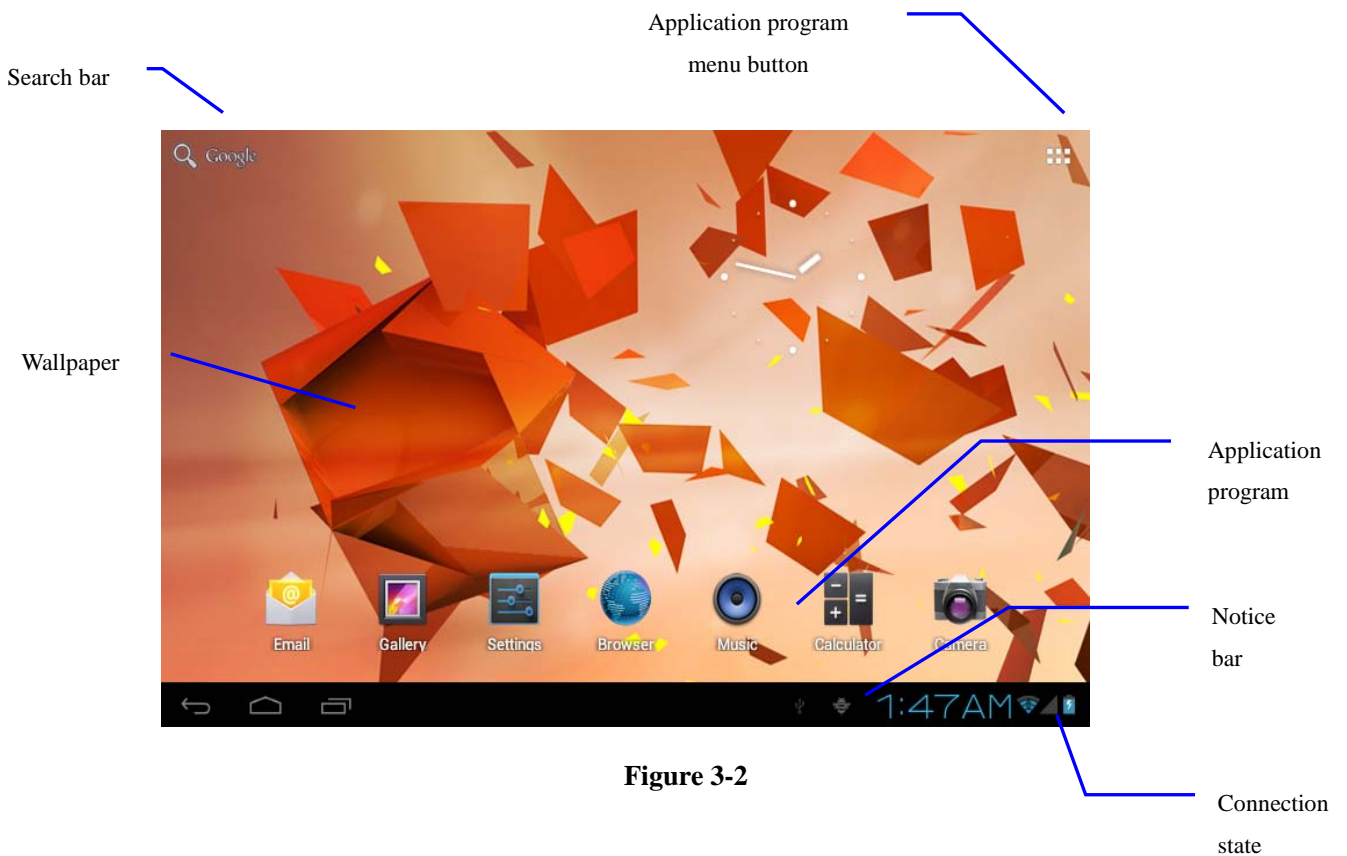 Application program
menu button
Search bar
Google
Wallpaper
Application
program
Email Gallery Settings Browser Music Calculator Camera
Notice
bar
1:47AM
Figure 3-2
Connection
state